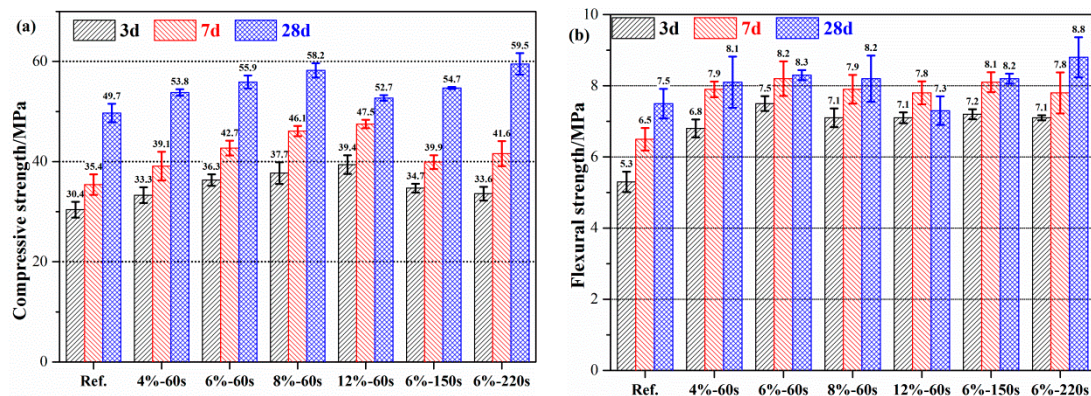 (a) 3d 7d 28d
Compressive strength/MPa
60
40
20
0
30.4 35.4 49.7
33.3 39.1 53.8
36.3 42.7 55.9
37.7 46.1 58.2
39.4 47.5 52.7
34.7 39.9 54.7
33.6 41.6 59.5
Ref. 4%-60s 6%-60s 8%-60s 12%-60s 6%-150s 6%-220s
(b) 3d 7d 28d
Flexural strength/MPa
10
8
6
4
2
0
5.3 6.5 7.5
6.8 7.9 8.1
7.5 8.2 8.3
7.1 7.9 8.2
7.1 7.8 7.3
7.2 8.1 8.2
7.1 7.8 8.8
Ref. 4%-60s 6%-60s 8%-60s 12%-60s 6%-150s 6%-220s